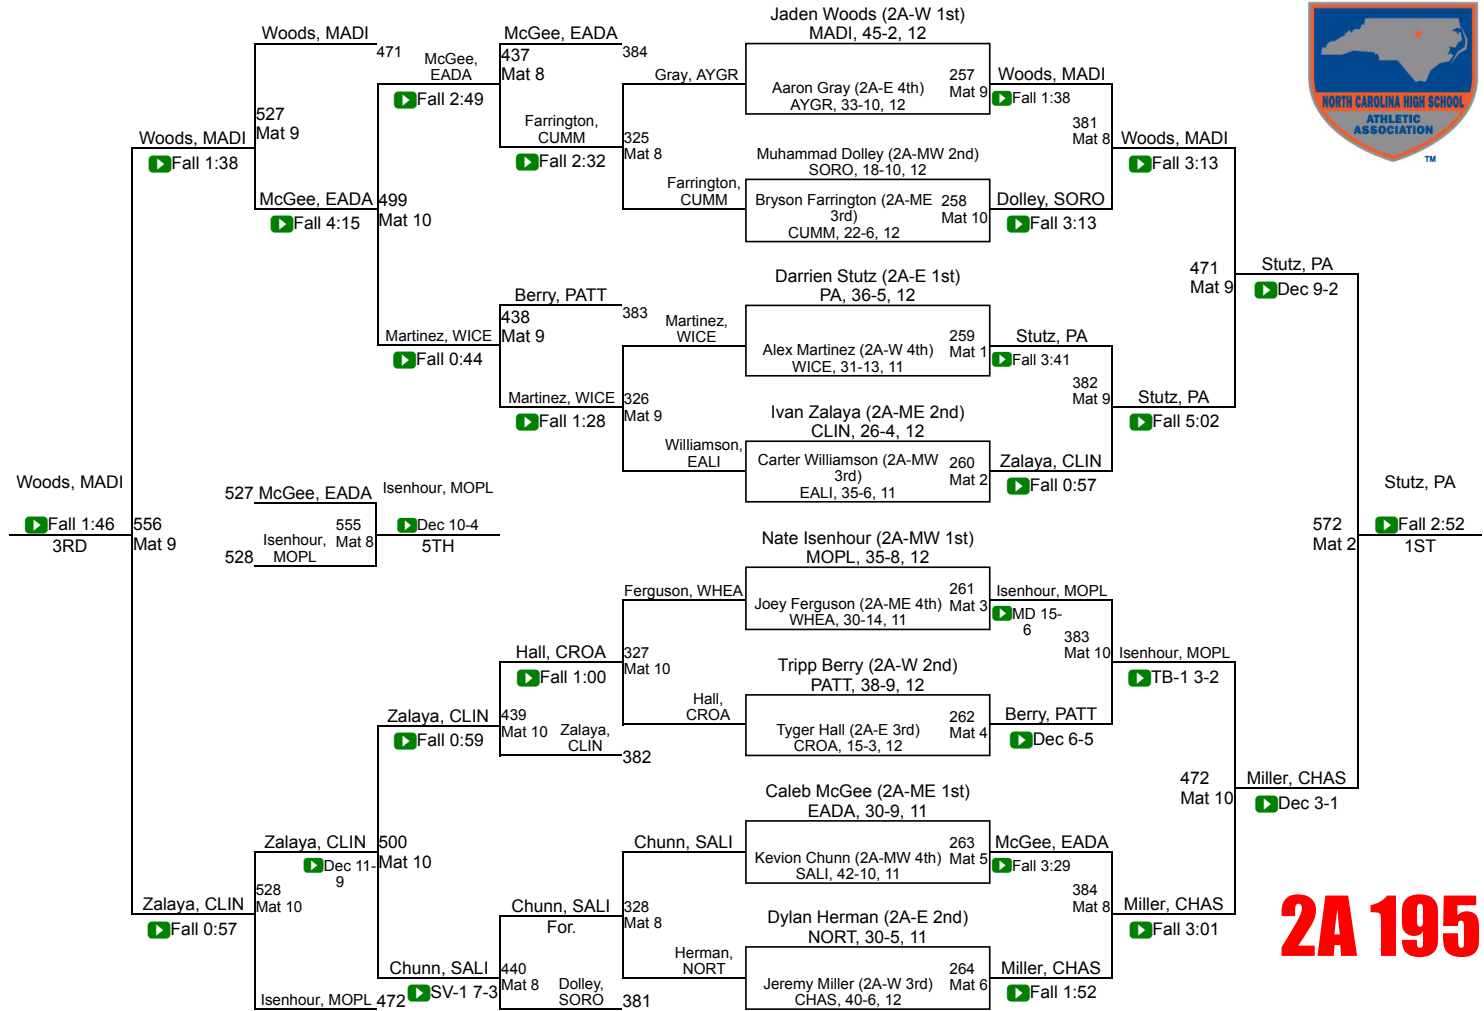 Woods, MADI
471
527
Mat 9
Woods, MADI
Fall 1:38
McGee, EADA
Fall 4:15
McGee,
EADA
Fall 2:49
499
Mat 10
McGee, EADA
384
437
Mat 8
Farrington,
CUMM
Fall 2:32
Gray, AYGR
325
Mat 8
Farrington,
CUMM
Jaden Woods (2A-W 1st)
MADI, 45-2, 12
Aaron Gray (2A-E 4th)
AYGR, 33-10, 12
257
Mat 9
Woods, MADI
Fall 1:38
Muhammad Dolley (2A-MW 2nd)
SORO, 18-10, 12
Bryson Farrington (2A-ME
3rd)
CUMM, 22-6, 12
258
Mat 10
Dolley, SORO
Fall 3:13
381
Mat 8
Woods, MADI
Fall 3:13
NORTH CAROLINA HIGH SCHOOL
ATHLETIC
ASSOCIATION
TM
Berry, PATT
383
438
Mat 9
Martinez, WICE
Fall 0:44
Martinez, WICE
Fall 1:28
Martinez,
WICE
326
Mat 9
Williamson,
EALI
Darrien Stutz (2A-E 1st)
PA, 36-5, 12
Alex Martinez (2A-W 4th)
WICE, 31-13, 11
259
Mat 1
Stutz, PA
Fall 3:41
Ivan Zalaya (2A-ME 2nd)
CLIN, 26-4, 12
Carter Williamson (2A-MW
3rd)
EALI, 35-6, 11
260
Mat 2
Zalaya, CLIN
Fall 0:57
382
Mat 9
Stutz, PA
Fall 5:02
471
Mat 9
Stutz, PA
Dec 9-2
Woods, MADI
Fall 1:46
3RD
556
Mat 9
527 McGee, EADA
Isenhour, MOPL
555
Mat 8
Isenhour,
MOPL
528
Dec 10-4
5TH
572
Mat 2
Stutz, PA
Fall 2:52
1ST
Nate Isenhour (2A-MW 1st)
MOPL, 35-8, 12
Joey Ferguson (2A-ME 4th)
WHEA, 30-14, 11
261
Mat 3
Isenhour, MOPL
MD 15-
6
Ferguson, WHEA
327
Mat 10
Hall,
CROA
Hall, CROA
Fall 1:00
439
Mat 10
Zalaya,
CLIN
382
Zalaya, CLIN
Fall 0:59
Tripp Berry (2A-W 2nd)
PATT, 38-9, 12
Tyger Hall (2A-E 3rd)
CROA, 15-3, 12
262
Mat 4
Berry, PATT
Dec 6-5
383
Mat 10
Isenhour, MOPL
TB-1 3-2
472
Mat 10
Miller, CHAS
Dec 3-1
Caleb McGee (2A-ME 1st)
EADA, 30-9, 11
Kevion Chunn (2A-MW 4th)
SALI, 42-10, 11
263
Mat 5
McGee, EADA
Fall 3:29
Chunn, SALI
328
Mat 8
Herman,
NORT
Dylan Herman (2A-E 2nd)
NORT, 30-5, 11
Jeremy Miller (2A-W 3rd)
CHAS, 40-6, 12
264
Mat 6
Miller, CHAS
Fall 1:52
384
Mat 8
Miller, CHAS
Fall 3:01
Zalaya, CLIN
Dec 11-
9
500
Mat 10
528
Mat 10
Zalaya, CLIN
Fall 0:57
Chunn, SALI
For.
440
Mat 8
Dolley,
SORO
381
Chunn, SALI
SV-1 7-3
Isenhour, MOPL 472
2A 195